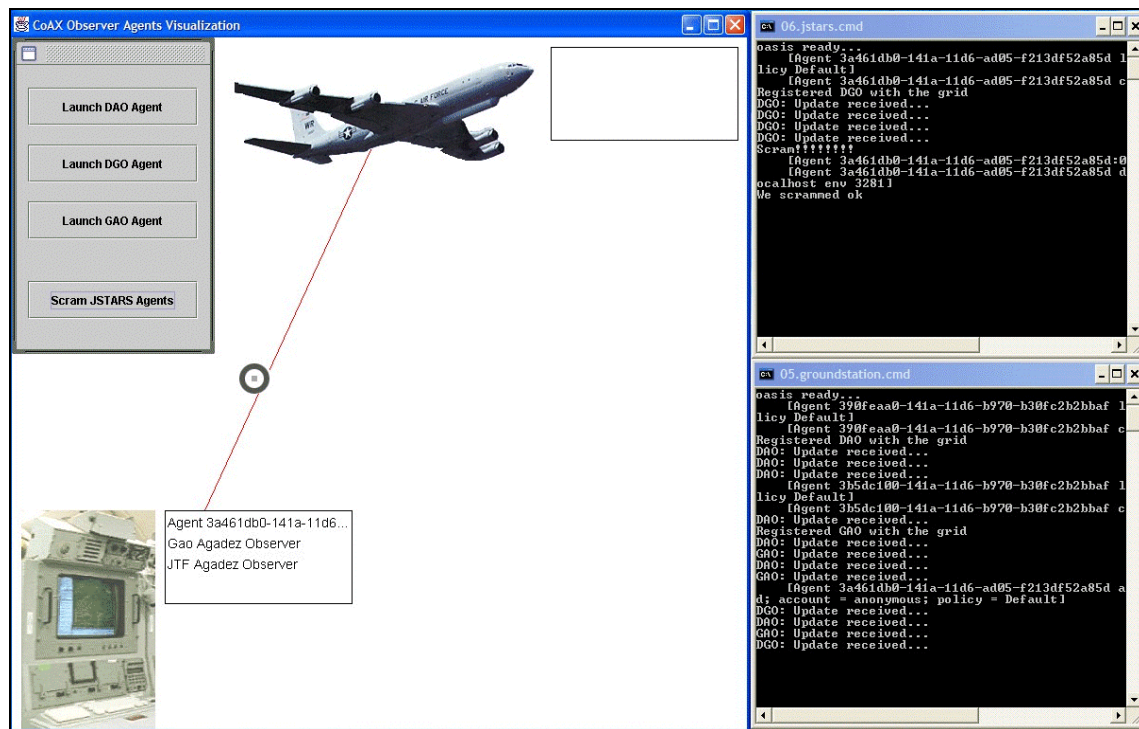 CoAX Observer Agents Visualization
Launch DAO Agent
Launch DGO Agent
Launch GAO Agent
Scram JSTARS Agents
AIR FORCE
WR
Agent 3a461db0-141a-11d6...
Gao Agadez Observer
JTF Agadez Observer
06.jstars.cmd
oasis ready...
[Agent 3a461db0-141a-11d6-ad05-f213df52a85d l
licy Default]
[Agent 3a461db0-141a-11d6-ad05-f213df52a85d c
Registered DGO with the grid
DGO: Update received...
DGO: Update received...
DGO: Update received...
DGO: Update received...
Scram!!!!!!!!
[Agent 3a461db0-141a-11d6-ad05-f213df52a85d:0
[Agent 3a461db0-141a-11d6-ad05-f213df52a85d d
ocalhost env 3281]
We scrammed ok
05.groundstation.cmd
oasis ready...
[Agent 390feaa0-141a-11d6-b970-b30fc2b2bbaf l
licy Default]
[Agent 390feaa0-141a-11d6-b970-b30fc2b2bbaf c
Registered DAO with the grid
DAO: Update received...
DAO: Update received...
DAO: Update received...
[Agent 3b5dc100-141a-11d6-b970-b30fc2b2bbaf l
licy Default]
[Agent 3b5dc100-141a-11d6-b970-b30fc2b2bbaf c
DAO: Update received...
Registered GAO with the grid
DAO: Update received...
GAO: Update received...
DAO: Update received...
GAO: Update received...
[Agent 3a461db0-141a-11d6-ad05-f213df52a85d a
d; account = anonymous; policy = Default]
DGO: Update received...
DAO: Update received...
GAO: Update received...
DGO: Update received...